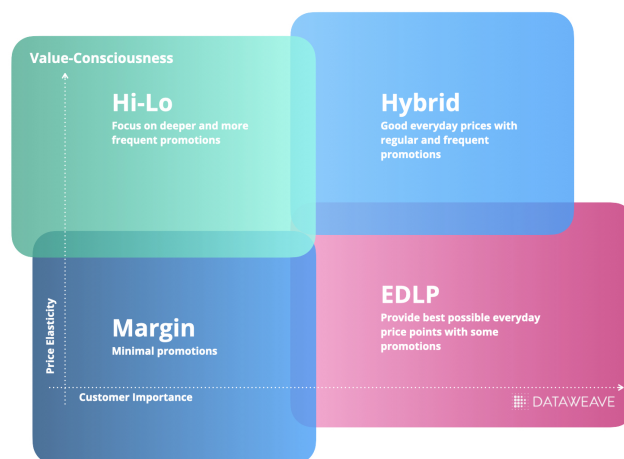 Value-Consciousness
Hi-Lo
Focus on deeper and more
frequent promotions
Hybrid
Good everyday prices with
regular and frequent
promotions
Price Elasticity
Margin
Minimal promotions
EDLP
Provide best possible everyday
price points with some
promotions
Customer Importance
DATAWEAVE